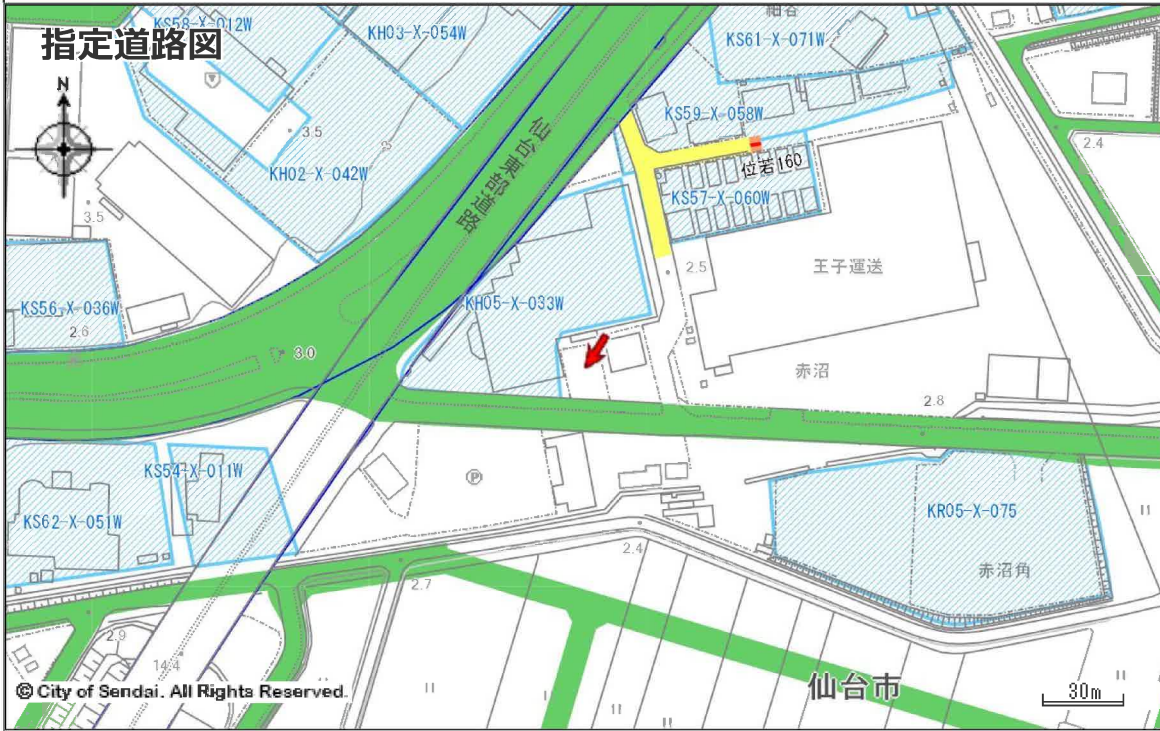 指定道路図
N
KS58-X-012W
KH03-X-054W
細谷
KS61-X-071W
3.5
3
KS59-X-058W
2.4
KH02-X-042W
位若160
仙台東部道路
KS57-X-060W
3.5
2.5
王子運送
KS56-X-036W
KH05-X-033W
2.6
3.0
赤沼
2.8
KS54-X-011W
P
KS62-X-051W
KR05-X-075
2.4
赤沼角
2.7
2.9
14.4
仙台市
© City of Sendai. All Rights Reserved.
30m